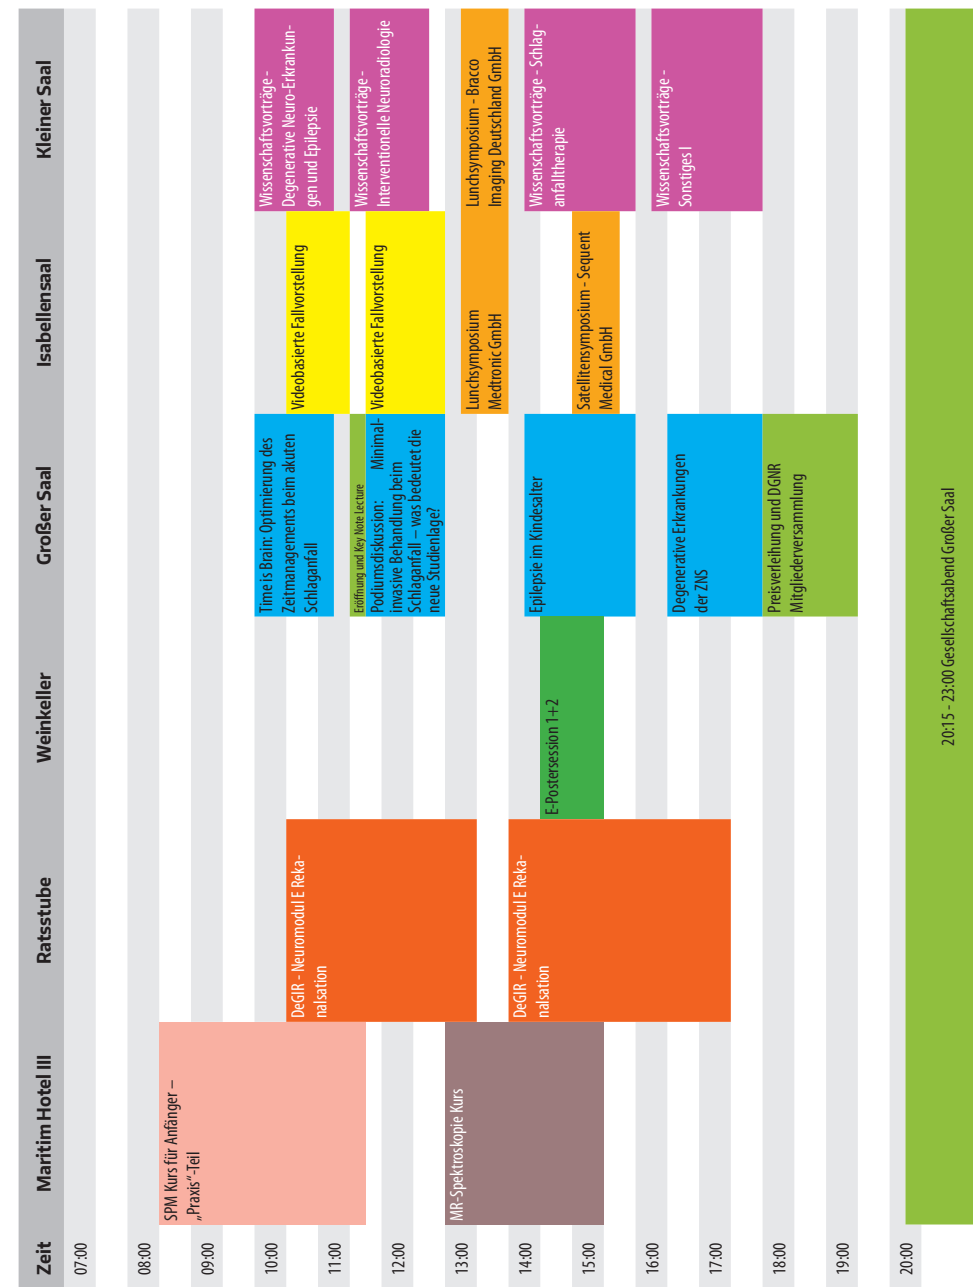 Zeit
Maritim Hotel III
Ratsstube
Weinkeller
Großer Saal
Isabellensaal
Kleiner Saal
07:00
08:00
09:00
10:00
11:00
12:00
13:00
14:00
15:00
16:00
17:00
18:00
19:00
20:00
SPM Kurs für Anfänger –
„Praxis“-Teil
MR-Spektroskopie Kurs
DeGIR - Neuromodul E Reka-
nalsation
DeGIR - Neuromodul E Reka-
nalsation
E-Postersession 1+2
Time is Brain: Optimierung des
Zeitmanagements beim akuten
Schlaganfall
Eröffnung und Key Note Lecture
Podiumsdiskussion: Minimal-
invasive Behandlung beim
Schlaganfall – was bedeutet die
neue Studienlage?
Epilepsie im Kindesalter
Degenerative Erkrankungen
der ZNS
Preisverleihung und DGNR
Mitgliederversammlung
Videobasierte Fallvorstellung
Videobasierte Fallvorstellung
Lunchsymposium
Medtronic GmbH
Satellitensymposium - Sequent
Medical GmbH
Wissenschaftsvorträge -
Degenerative Neuro-Erkrankun-
gen und Epilepsie
Wissenschaftsvorträge -
Interventionelle Neuroradiologie
Lunchsymposium - Bracco
Imaging Deutschland GmbH
Wissenschaftsvorträge - Schlag-
anfalltherapie
Wissenschaftsvorträge -
Sonstiges I
20:15 - 23:00 Gesellschaftsabend Großer Saal